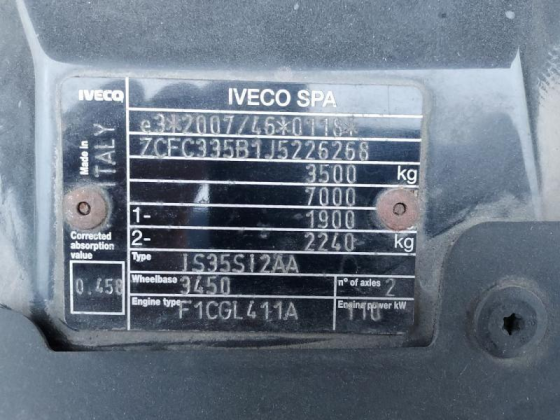 IVECO
IVECO SPA
e3*2007/46*0118*
ZCFC335B1J5226268
Made in
ITALY
3500 kg
7000
1- 1900
2- 2240 kg
Corrected
absorption
value
0.458
Type
IS35SI2AA
Wheelbase 3450
n° of axles 2
Engine type F1CGL411A
Engine power kW
110